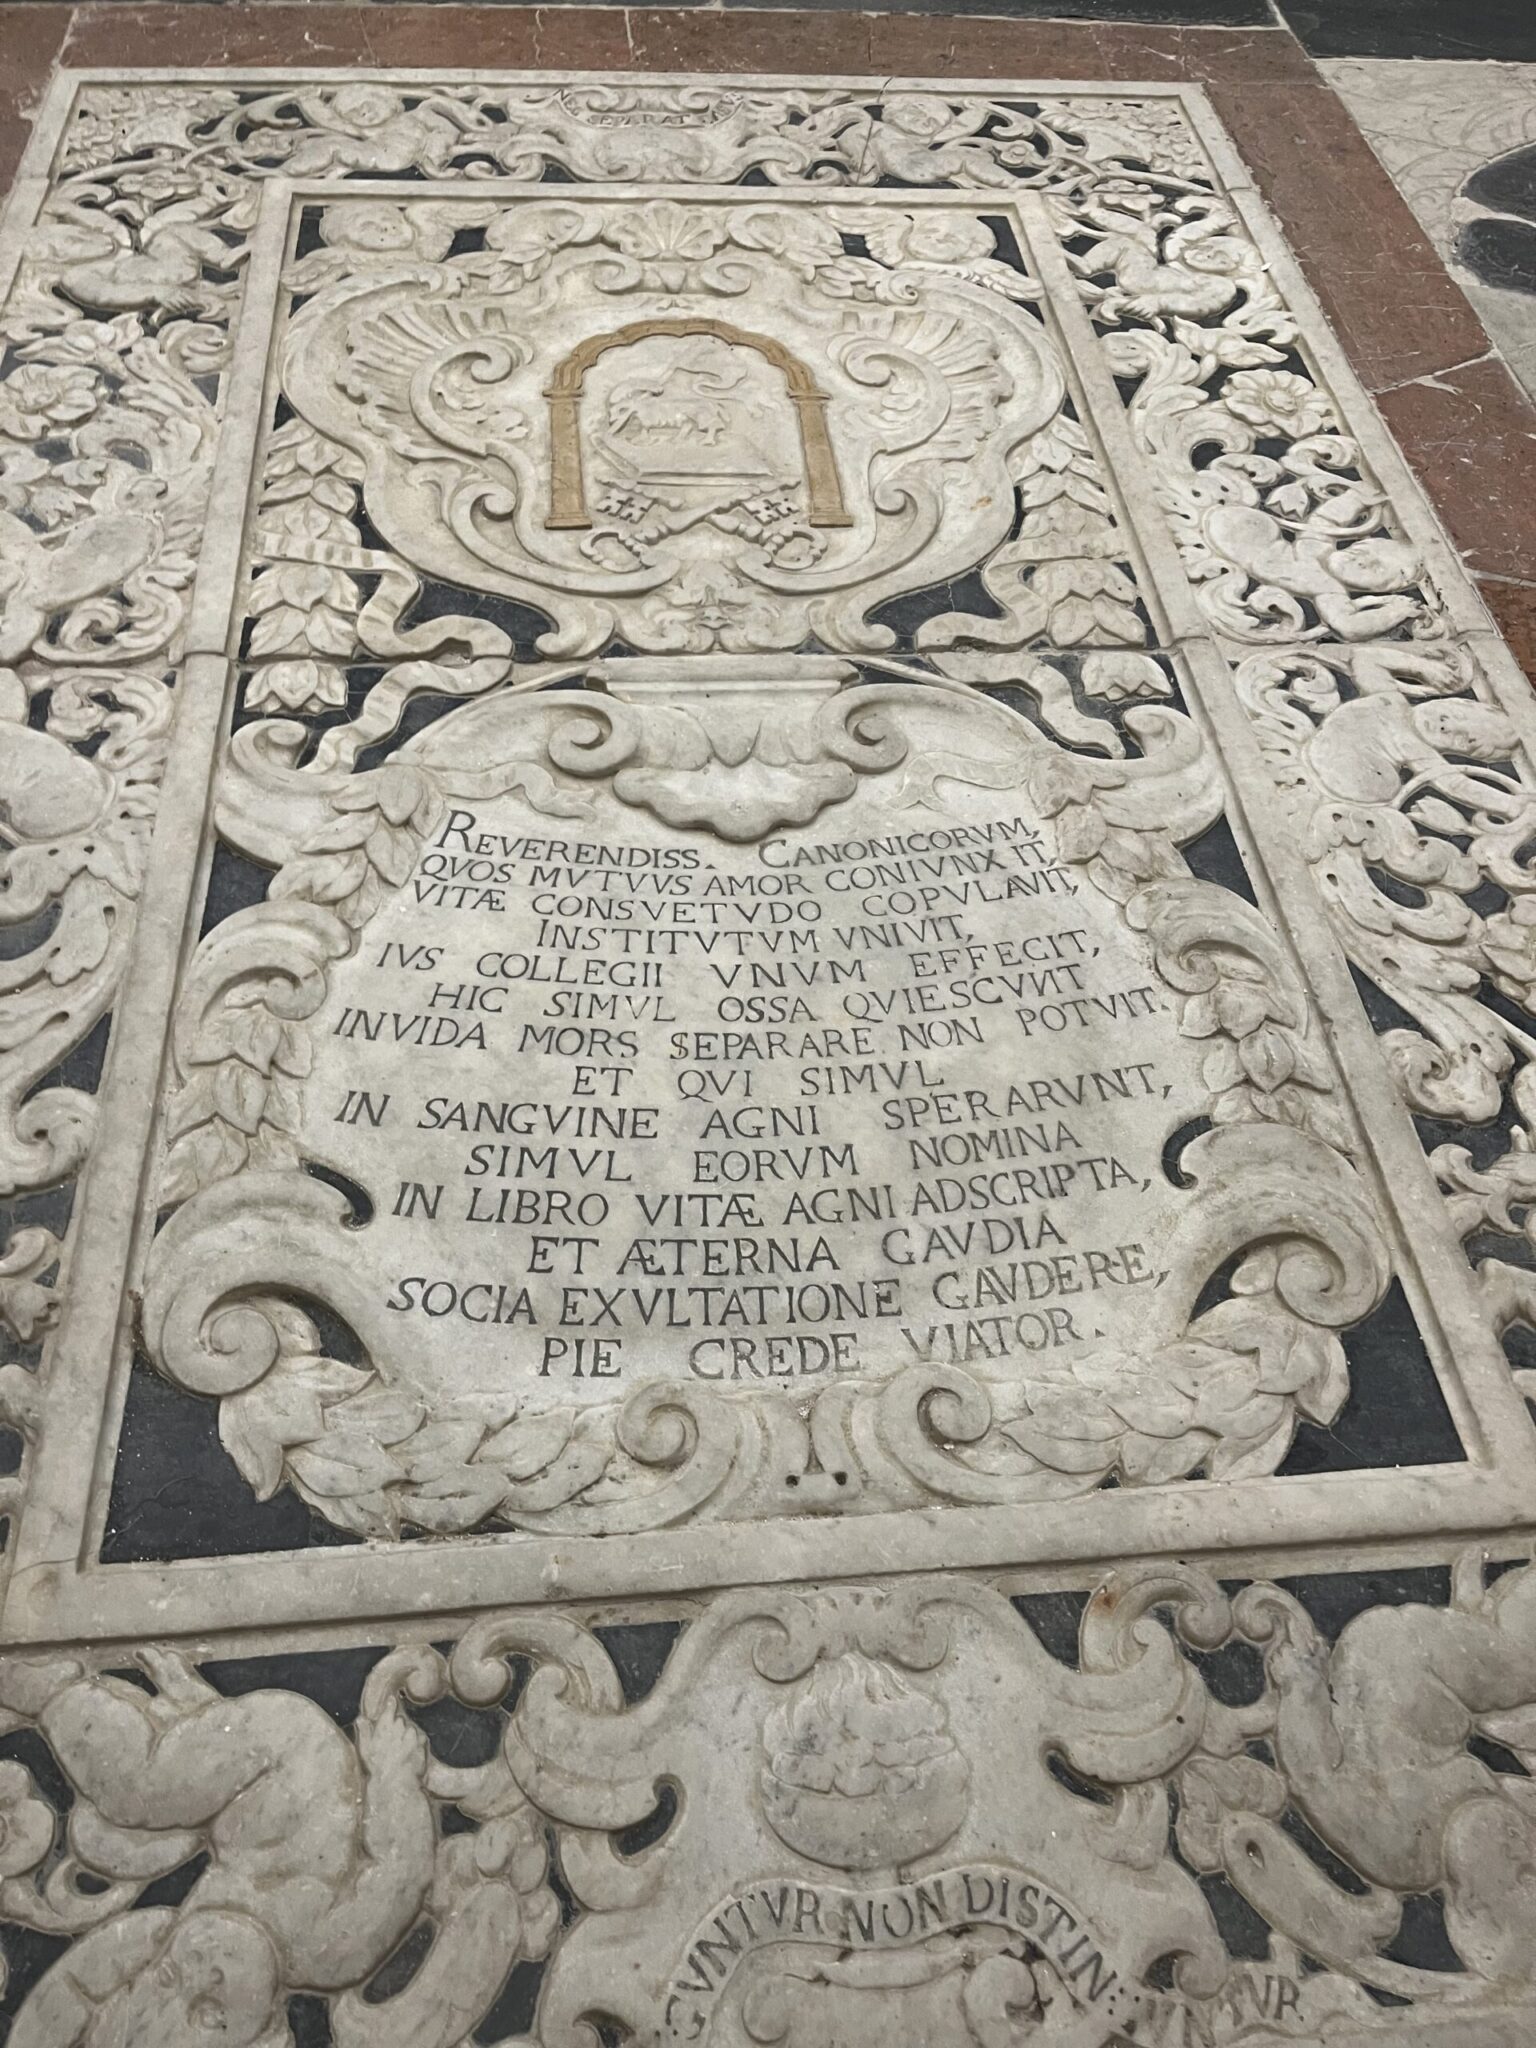 NEC SEPARAT
REVERENDISS. CANONICORVM,
QVOS MVTVVS AMOR CONIVNXIT,
VITÆ CONSVETVDO COPVLAVIT,
INSTITVTVM VNIVIT,
IVS COLLEGII VNVM EFFECIT,
HIC SIMVL OSSA QVIESCVNT
INVIDA MORS SEPARARE NON POTVIT.
ET QVI SIMVL
IN SANGVINE AGNI SPERARVNT,
SIMVL EORVM NOMINA
IN LIBRO VITÆ AGNI ADSCRIPTA,
ET ÆTERNA GAVDIA
SOCIA EXVLTATIONE GAVDERE,
PIE CREDE VIATOR.
NON